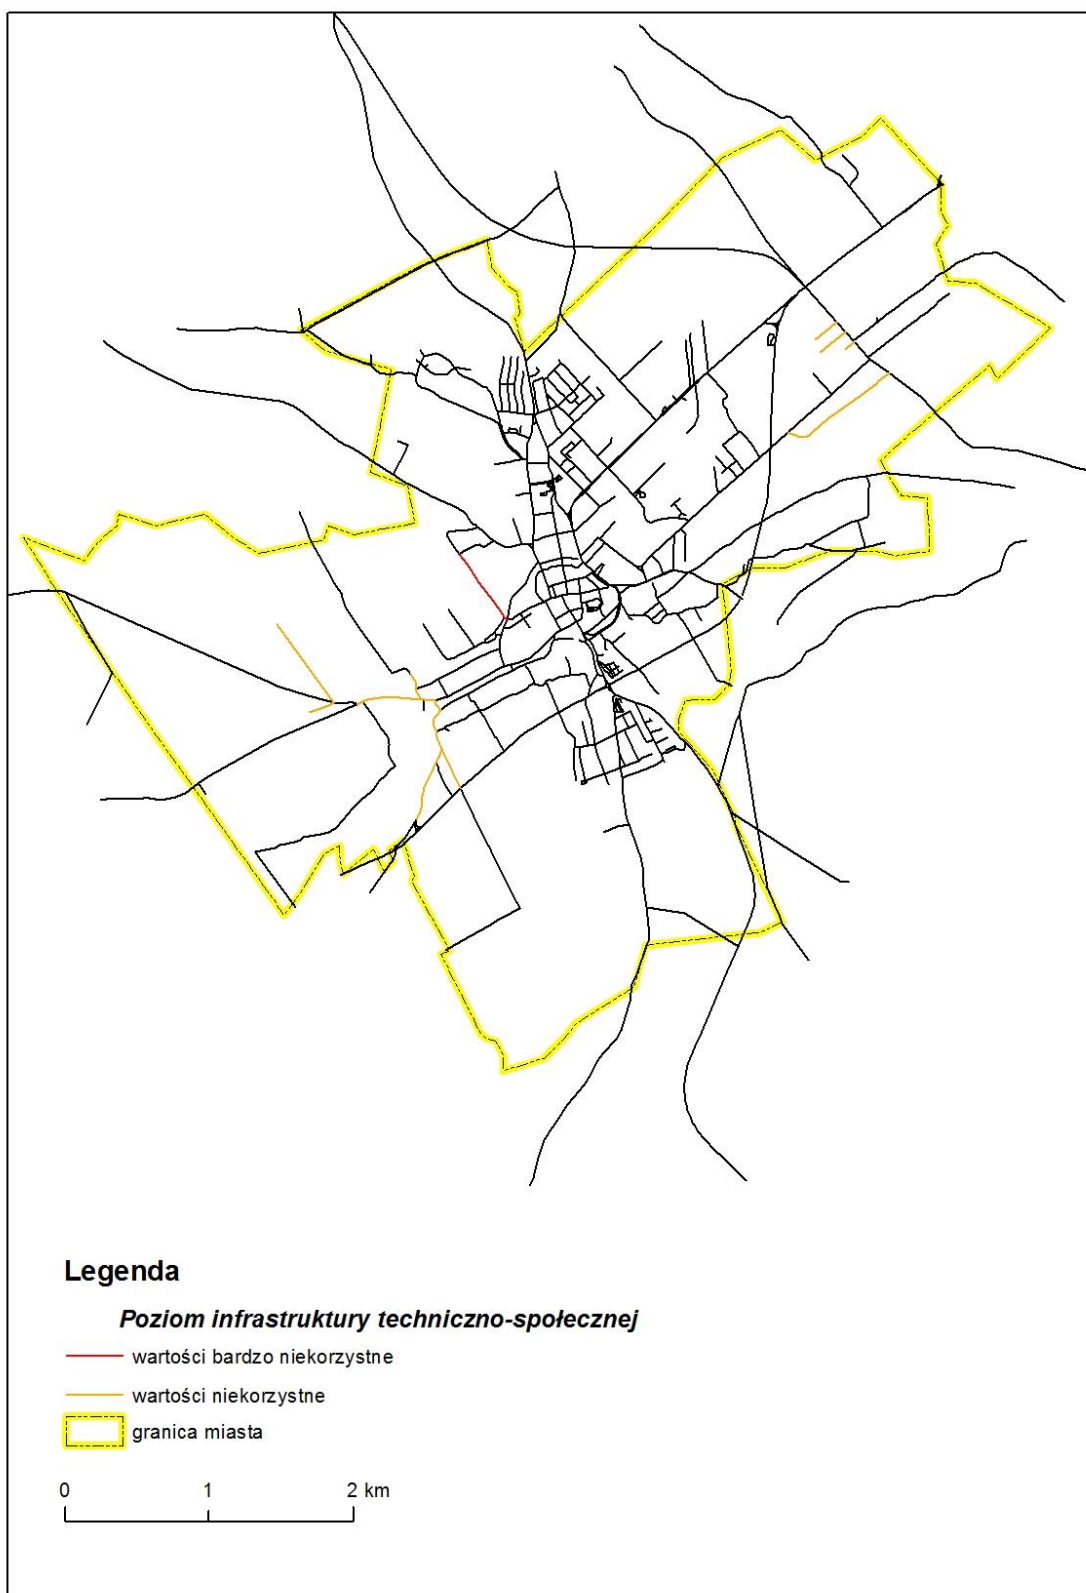 Legenda
Poziom infrastruktury techniczno-społecznej
wartości bardzo niekorzystne
wartości niekorzystne
granica miasta
0 1 2 km